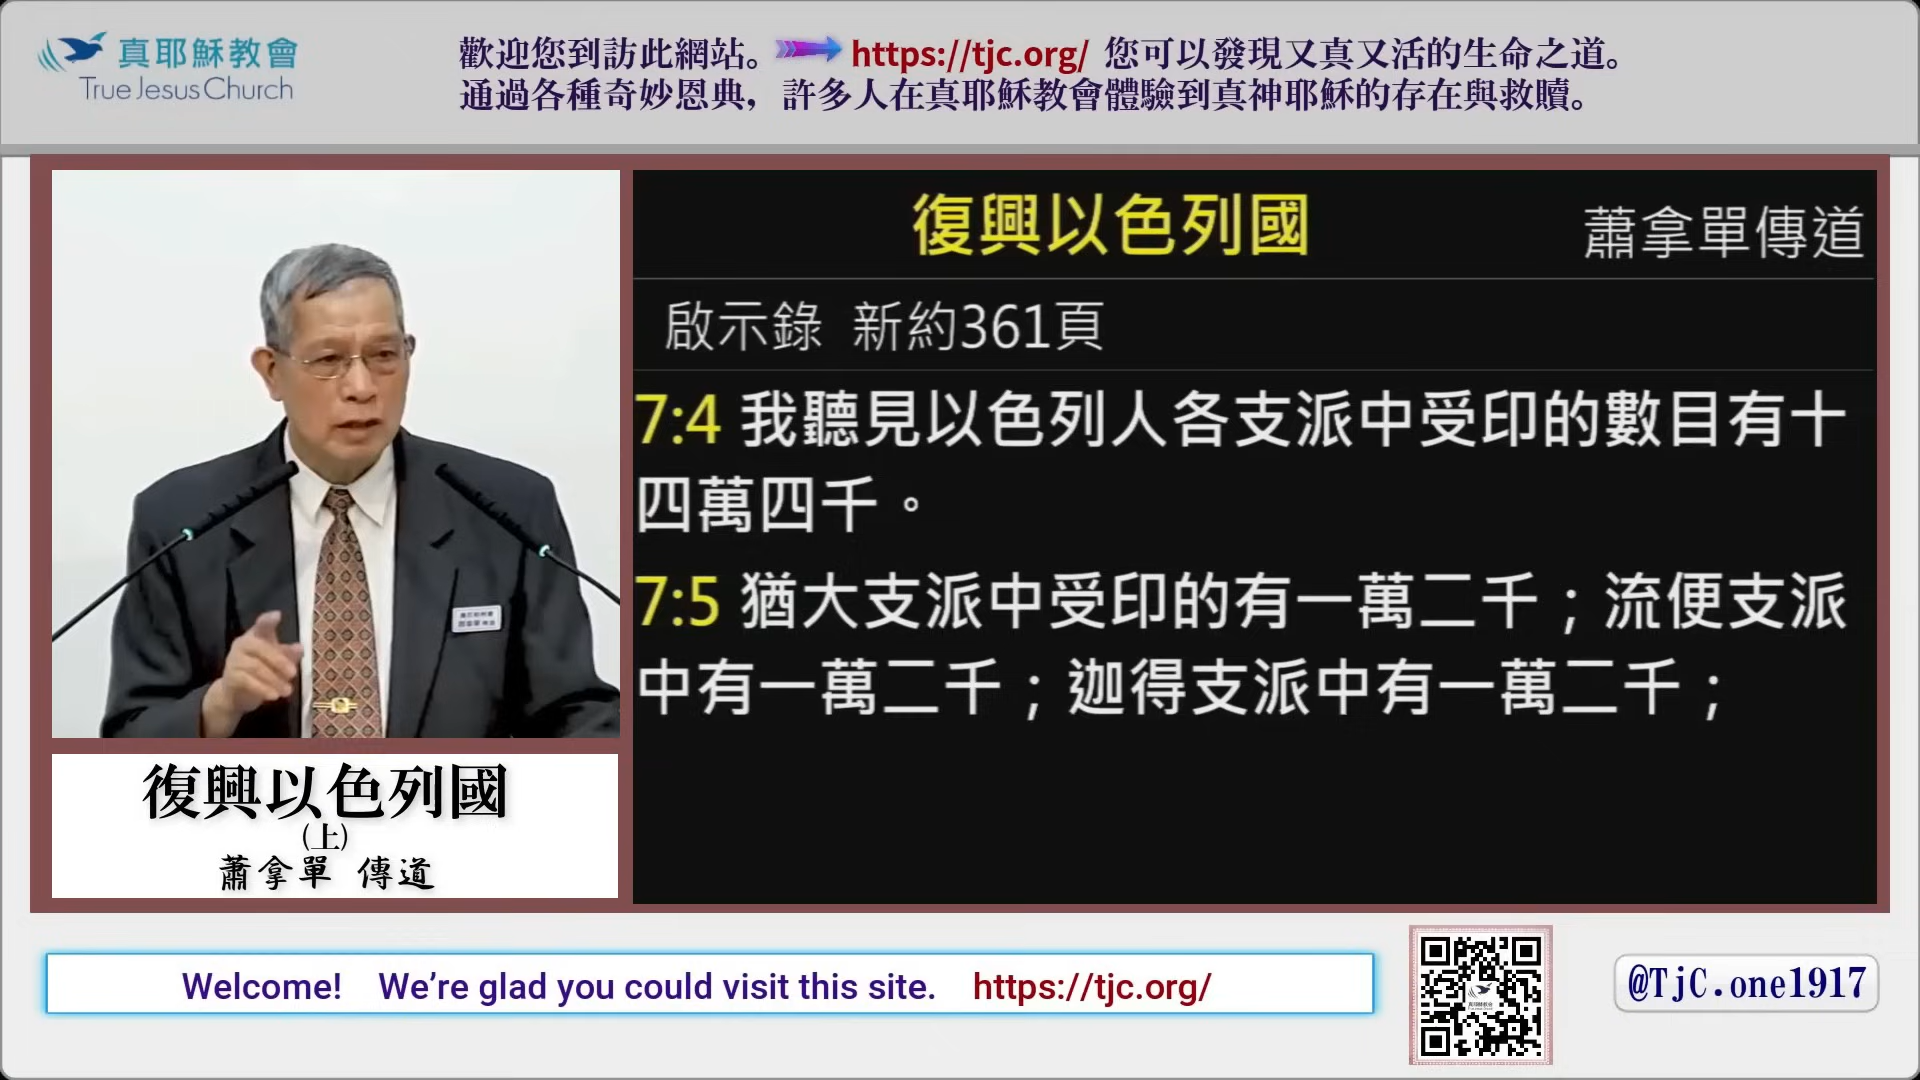 真耶穌教會
True Jesus Church
歡迎您到訪此網站。 https://tjc.org/ 您可以發現又真又活的生命之道。
通過各種奇妙恩典，許多人在真耶穌教會體驗到真神耶穌的存在與救贖。
復興以色列國 蕭拿單傳道
啟示錄 新約361頁
7:4 我聽見以色列人各支派中受印的數目有十
四萬四千。
7:5 猶大支派中受印的有一萬二千；流便支派
中有一萬二千；迦得支派中有一萬二千；
復興以色列國
(上)
蕭拿單 傳道
Welcome! We're glad you could visit this site. https://tjc.org/
@TjC.one1917